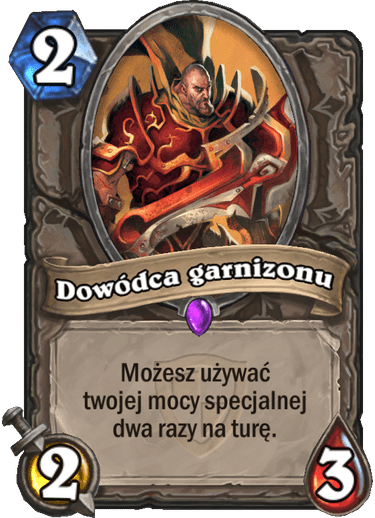 2
Dowódca garnizonu
Możesz używać
twojej mocy specjalnej
dwa razy na turę.
2
3